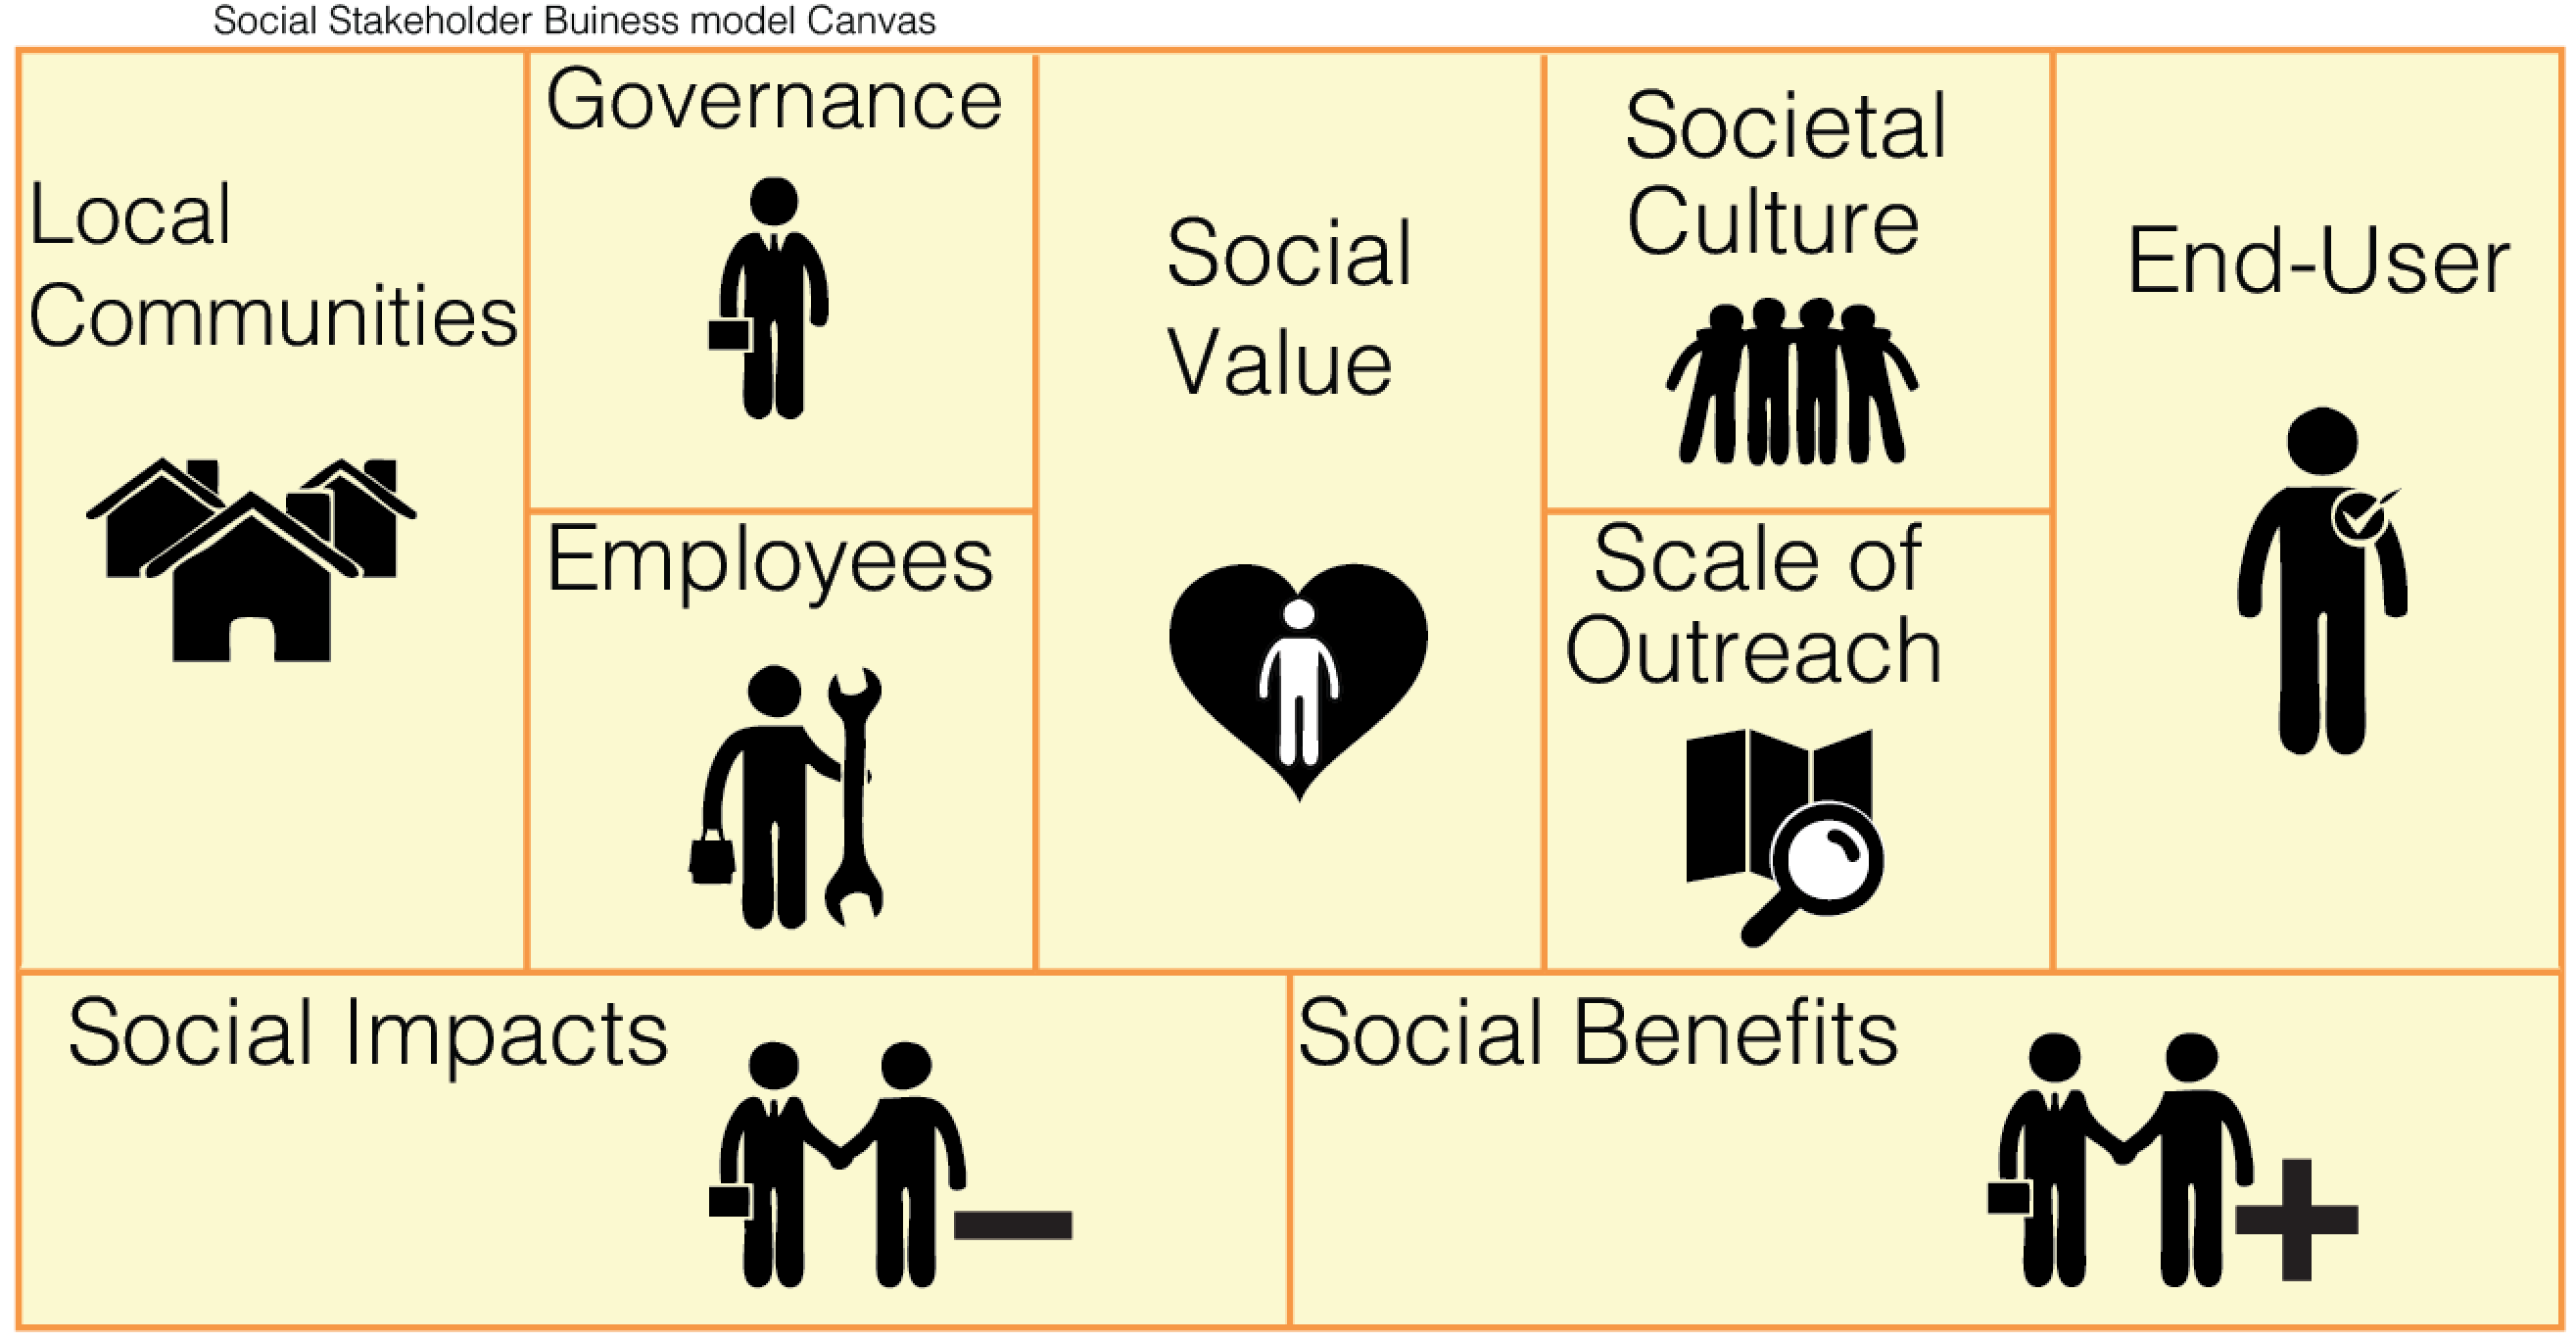 Social Stakeholder Buiness model Canvas
Local
Communities
Governance
Employees
Social
Value
Societal
Culture
Scale of
Outreach
End-User
Social Impacts
Social Benefits